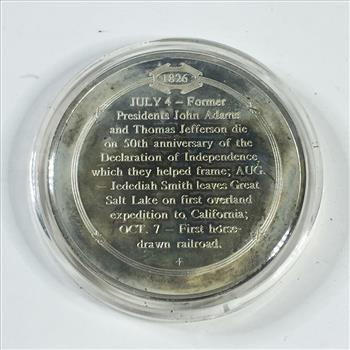 1826
JULY 4 – Former
Presidents John Adams
and Thomas Jefferson die
on 50th anniversary of the
Declaration of Independence
which they helped frame; AUG.
– Jedediah Smith leaves Great
Salt Lake on first overland
expedition to California;
OCT. 7 – First horse-
drawn railroad.
4